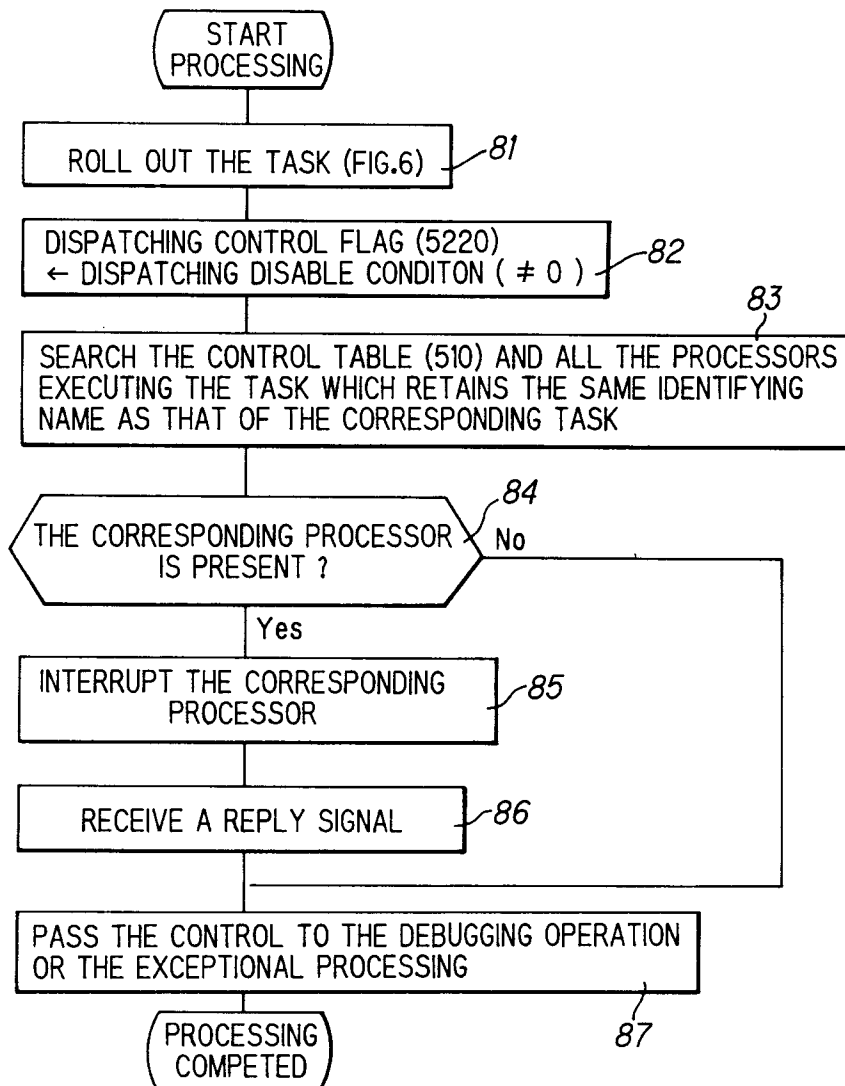 START
PROCESSING
ROLL OUT THE TASK (FIG.6)
81
DISPATCHING CONTROL FLAG (5220)
← DISPATCHING DISABLE CONDITON ( ≠ 0 )
82
83
SEARCH THE CONTROL TABLE (510) AND ALL THE PROCESSORS
EXECUTING THE TASK WHICH RETAINS THE SAME IDENTIFYING
NAME AS THAT OF THE CORRESPONDING TASK
84
THE CORRESPONDING PROCESSOR
IS PRESENT ?
No
Yes
INTERRUPT THE CORRESPONDING
PROCESSOR
85
RECEIVE A REPLY SIGNAL
86
PASS THE CONTROL TO THE DEBUGGING OPERATION
OR THE EXCEPTIONAL PROCESSING
87
PROCESSING
COMPETED